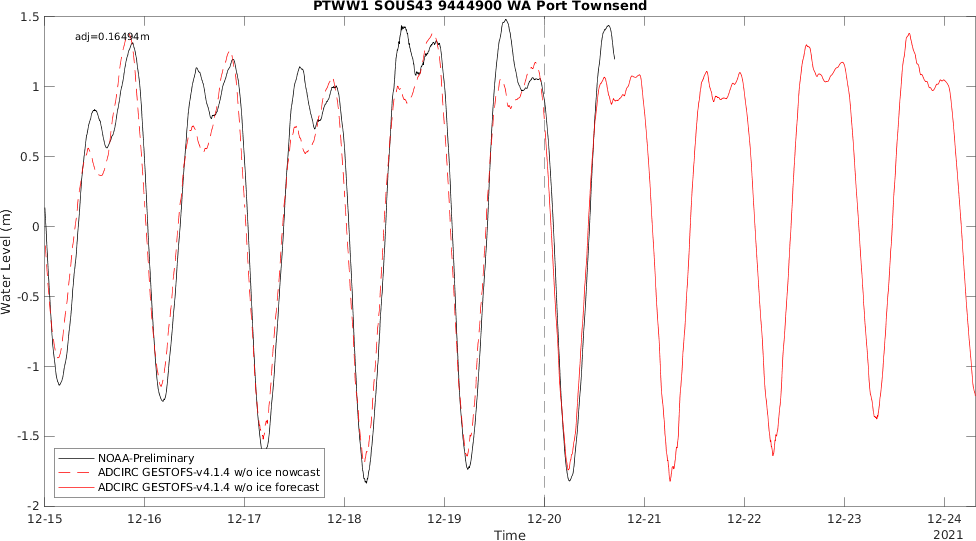 PTWW1 SOUS43 9444900 WA Port Townsend
adj=0.16494m
1.5
1
0.5
0
-0.5
-1
-1.5
-2
Water Level (m)
NOAA-Preliminary
ADCIRC GESTOFS-v4.1.4 w/o ice nowcast
ADCIRC GESTOFS-v4.1.4 w/o ice forecast
12-15 12-16 12-17 12-18 12-19 12-20 12-21 12-22 12-23 12-24
Time 2021